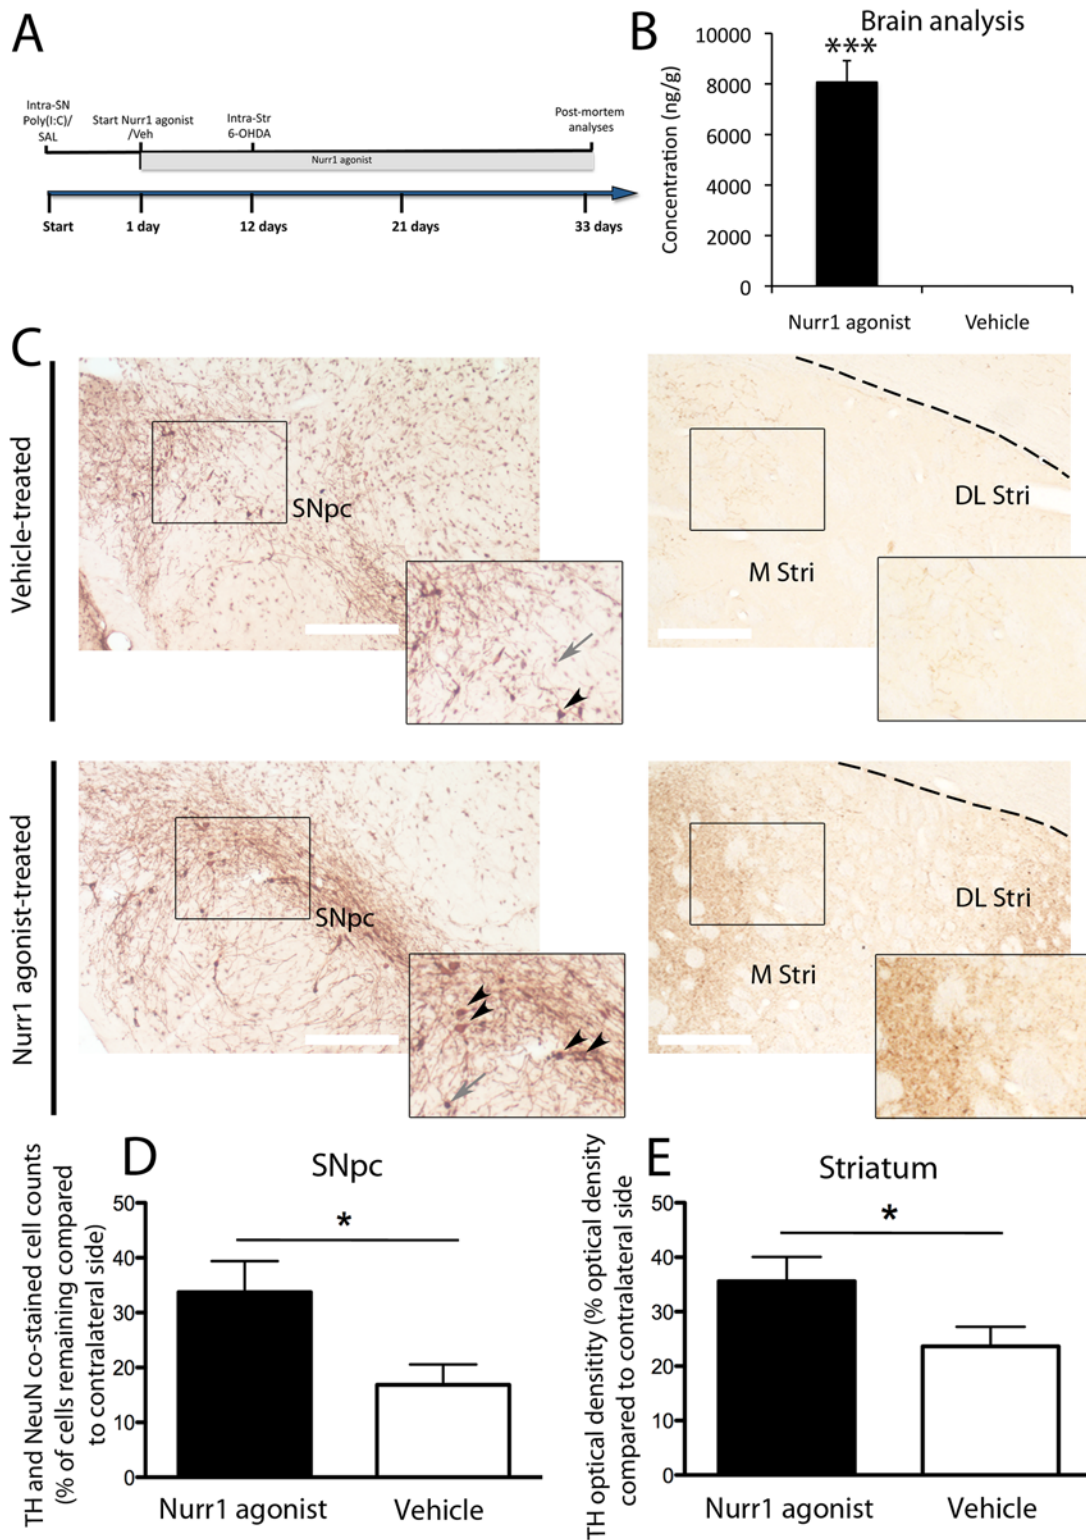 A
Intra-SN
Poly(I:C)/
SAL
Start Nurr1 agonist
/Veh
Intra-Str
6-OHDA
Post-mortem
analyses
Nurr1 agonist
Start
1 day
12 days
21 days
33 days
B
Brain analysis
Concentration (ng/g)
10000
8000
6000
4000
2000
0
***
Nurr1 agonist
Vehicle
C
Vehicle-treated
SNpc
DL Stri
M Stri
Nurr1 agonist-treated
SNpc
DL Stri
M Stri
D
SNpc
TH and NeuN co-stained cell counts
(% of cells remaining compared
to contralateral side)
50
40
30
20
10
0
*
Nurr1 agonist
Vehicle
E
Striatum
TH optical densitity (% optical density
compared to contralateral side
50
40
30
20
10
0
*
Nurr1 agonist
Vehicle